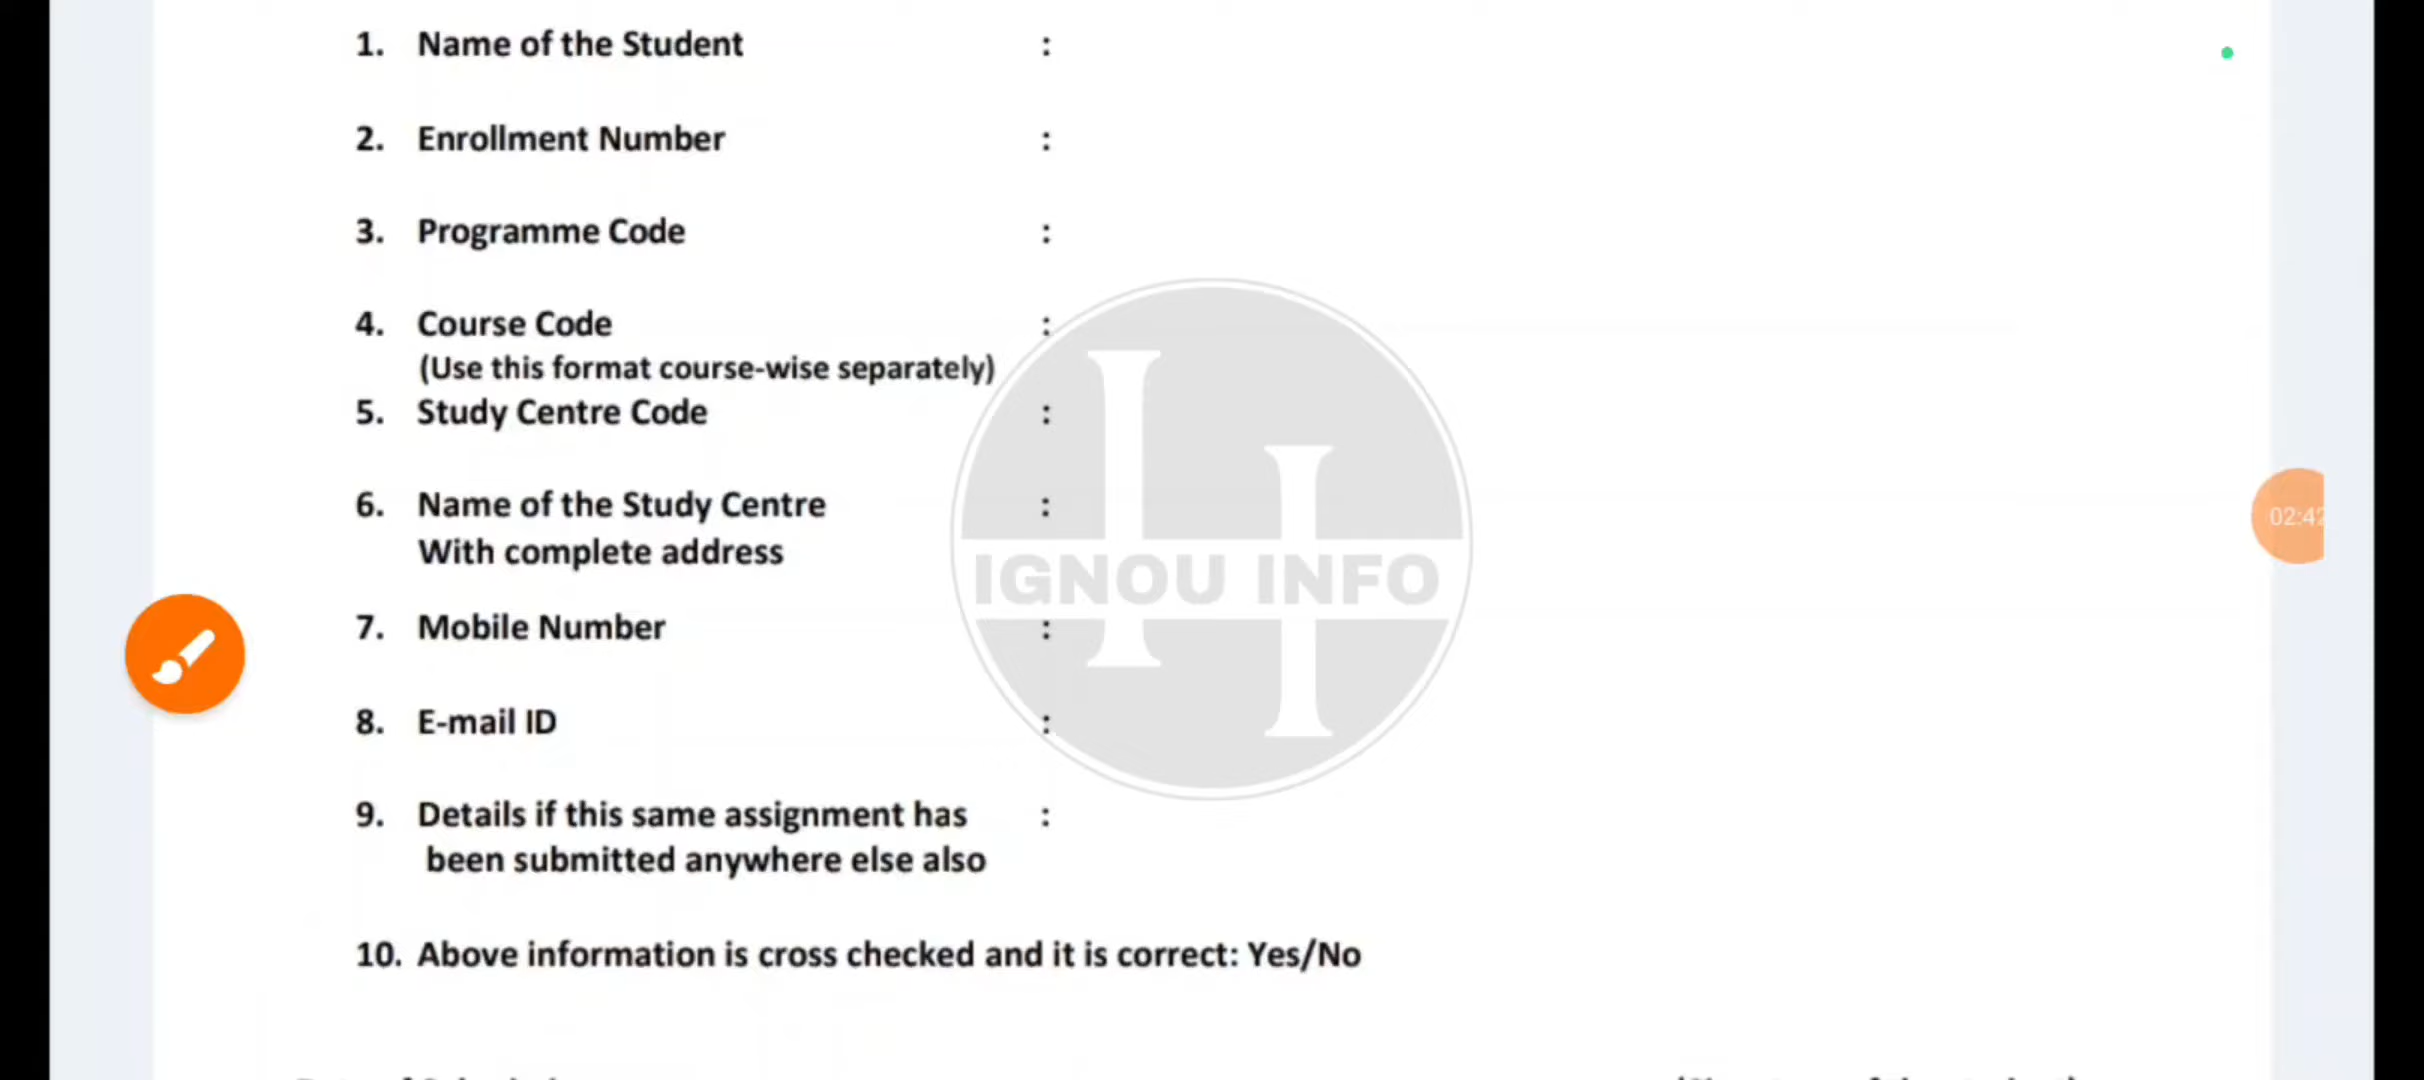 1. Name of the Student :
2. Enrollment Number :
3. Programme Code :
4. Course Code :
(Use this format course-wise separately)
5. Study Centre Code :
6. Name of the Study Centre :
With complete address
IGNOU INFO
7. Mobile Number :
8. E-mail ID :
9. Details if this same assignment has :
been submitted anywhere else also
10. Above information is cross checked and it is correct: Yes/No